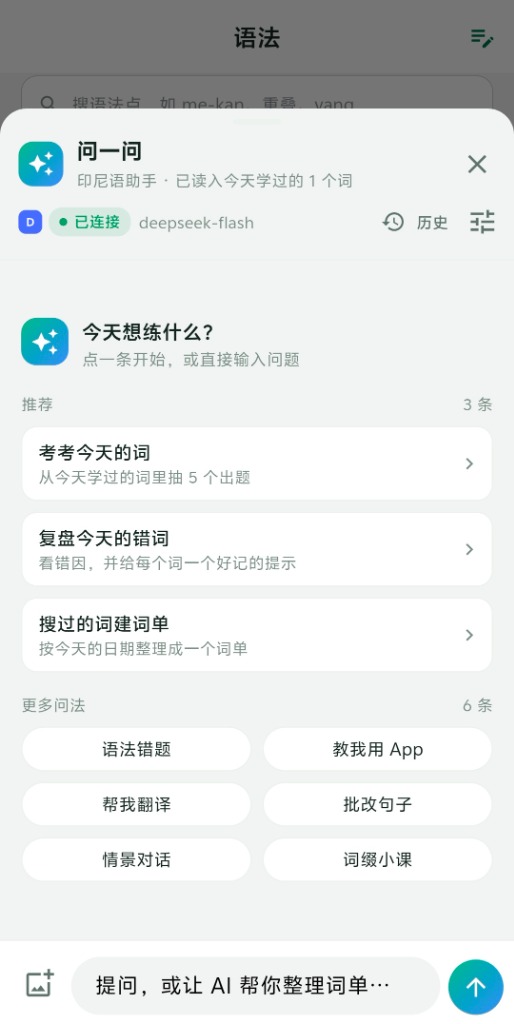 语法
搜语法点，如 me-kan、重叠、yang
问一问
印尼语助手 · 已读入今天学过的 1 个词
D 已连接 deepseek-flash 历史
今天想练什么？
点一条开始，或直接输入问题
推荐 3 条
考考今天的词
从今天学过的词里抽 5 个出题
复盘今天的错词
看错因，并给每个词一个好记的提示
搜过的词建词单
按今天的日期整理成一个词单
更多问法 6 条
语法错题 教我用 App
帮我翻译 批改句子
情景对话 词缀小课
提问，或让 AI 帮你整理词单…